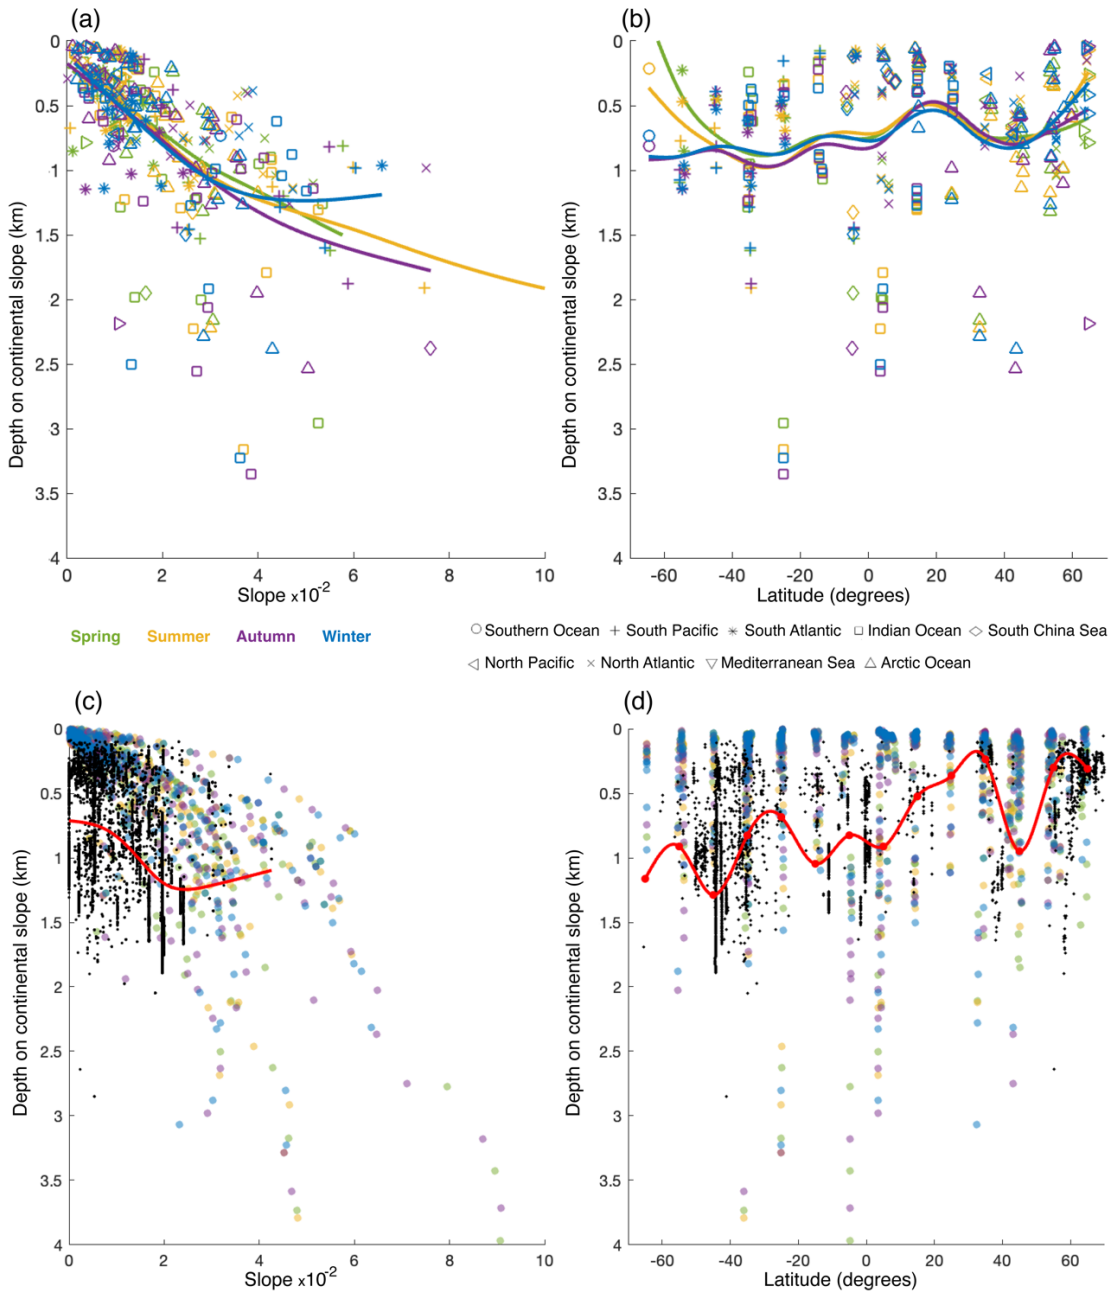 (a)
(b)
0
0.5
1
1.5
2
2.5
3
3.5
4
Depth on continental slope (km)
0 2 4 6 8 10
Slope x10-2
0
0.5
1
1.5
2
2.5
3
3.5
4
Depth on continental slope (km)
-60 -40 -20 0 20 40 60
Latitude (degrees)
Spring Summer Autumn Winter
Southern Ocean South Pacific South Atlantic Indian Ocean South China Sea
North Pacific North Atlantic Mediterranean Sea Arctic Ocean
(c)
(d)
0
0.5
1
1.5
2
2.5
3
3.5
4
Depth on continental slope (km)
0 2 4 6 8 10
Slope x10-2
0
0.5
1
1.5
2
2.5
3
3.5
4
Depth on continental slope (km)
-60 -40 -20 0 20 40 60
Latitude (degrees)